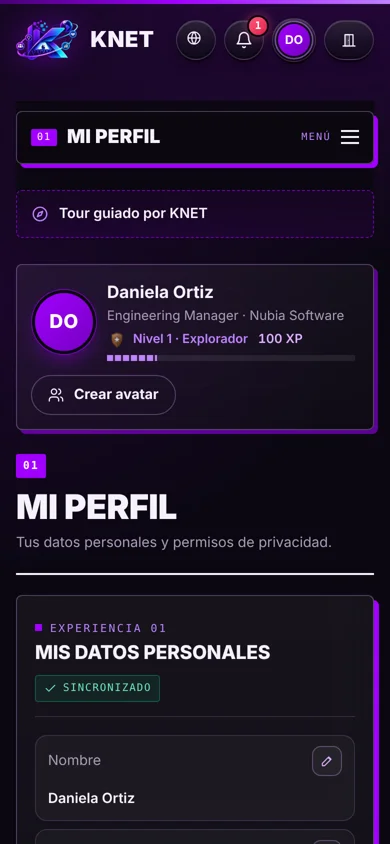 KNET
1
DO
01 MI PERFIL MENÚ
Tour guiado por KNET
DO
Daniela Ortiz
Engineering Manager · Nubia Software
Nivel 1 · Explorador 100 XP
Crear avatar
01
MI PERFIL
Tus datos personales y permisos de privacidad.
EXPERIENCIA 01
MIS DATOS PERSONALES
SINCRONIZADO
Nombre
Daniela Ortiz